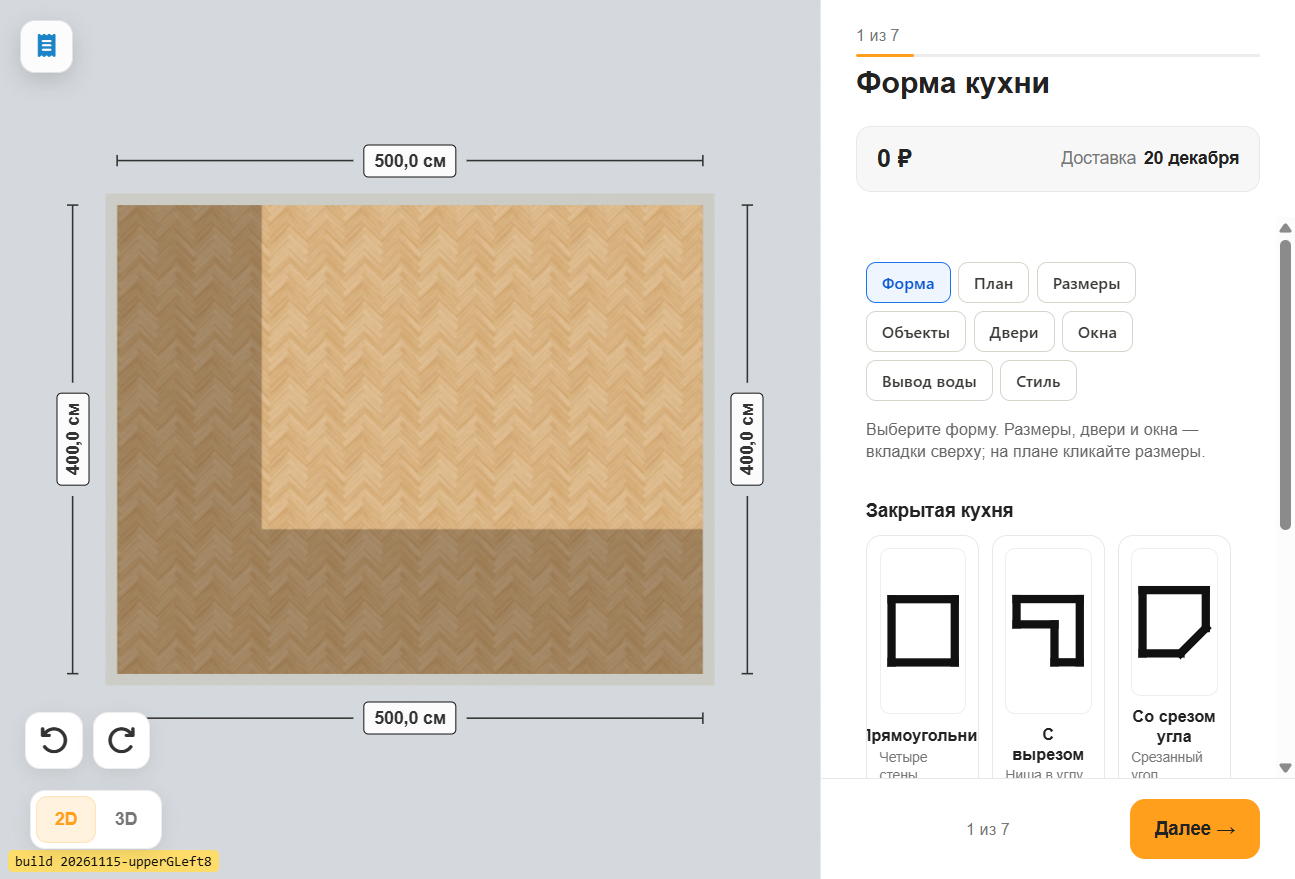 1 из 7
Форма кухни
0 ₽
Доставка 20 декабря
500,0 см
400,0 см
400,0 см
500,0 см
Форма
План
Размеры
Объекты
Двери
Окна
Вывод воды
Стиль
Выберите форму. Размеры, двери и окна —
вкладки сверху; на плане кликайте размеры.
Закрытая кухня
Прямоугольни
Четыре
стены
С
вырезом
Ниша в углу
Со срезом
угла
Срезанный
угол
2D
3D
build 20261115-upperGLeft8
1 из 7
Далее →